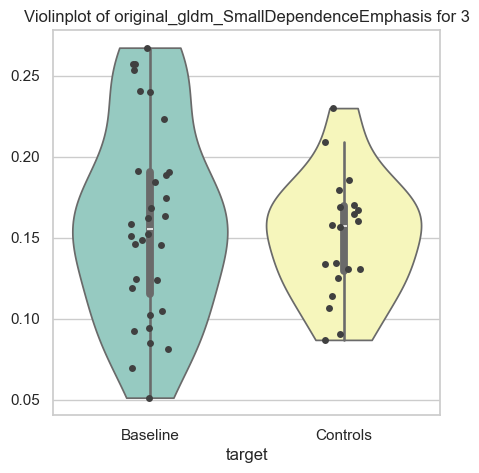 Violinplot of original_gldm_SmallDependenceEmphasis for 3
0.25
0.20
0.15
0.10
0.05
Baseline
Controls
target